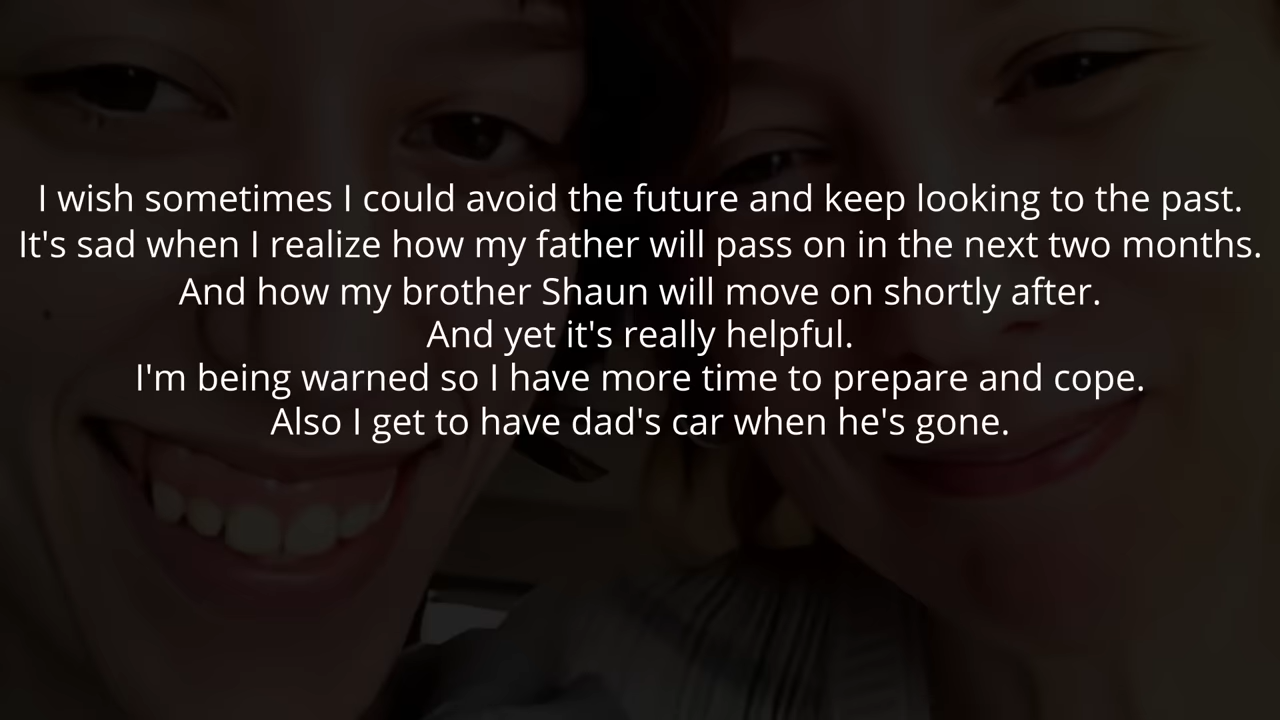 I wish sometimes I could avoid the future and keep looking to the past.
It's sad when I realize how my father will pass on in the next two months.
And how my brother Shaun will move on shortly after.
And yet it's really helpful.
I'm being warned so I have more time to prepare and cope.
Also I get to have dad's car when he's gone.